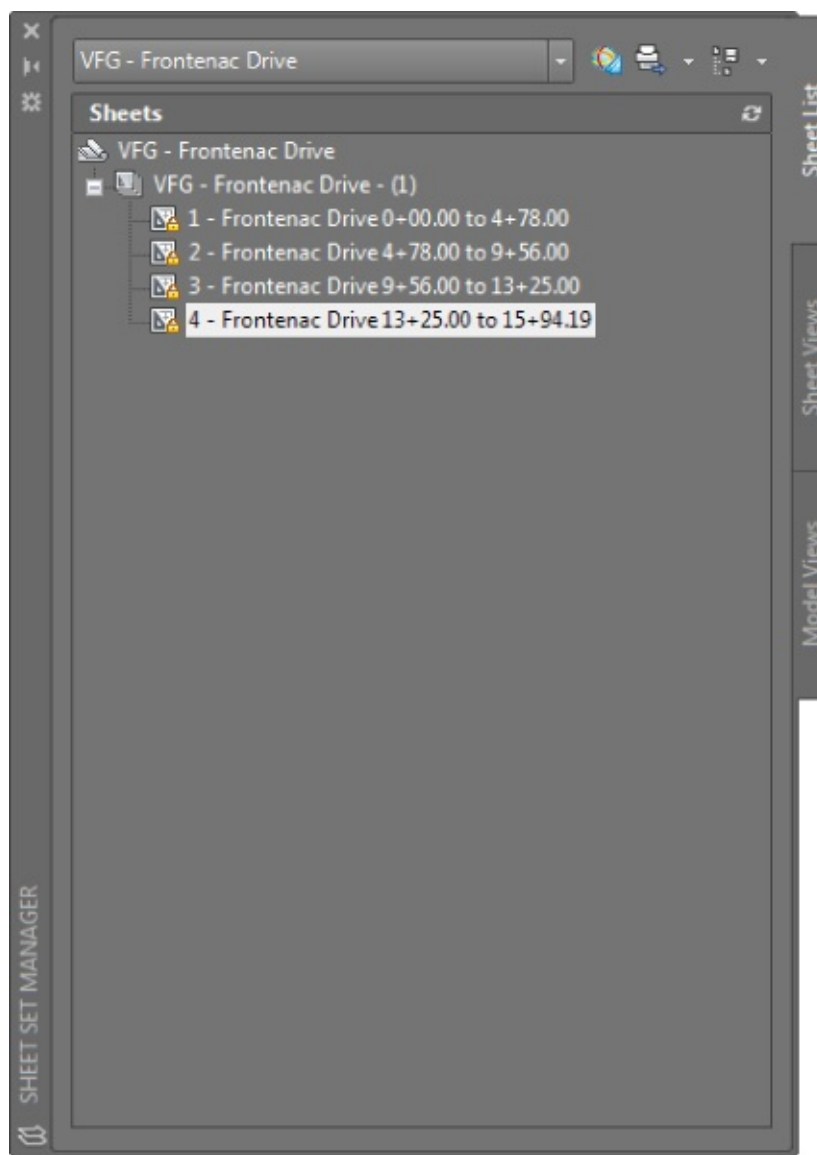 VFG - Frontenac Drive
Sheets
VFG - Frontenac Drive
VFG - Frontenac Drive - (1)
1 - Frontenac Drive 0+00.00 to 4+78.00
2 - Frontenac Drive 4+78.00 to 9+56.00
3 - Frontenac Drive 9+56.00 to 13+25.00
4 - Frontenac Drive 13+25.00 to 15+94.19
Sheet List
Sheet Views
Model Views
SHEET SET MANAGER